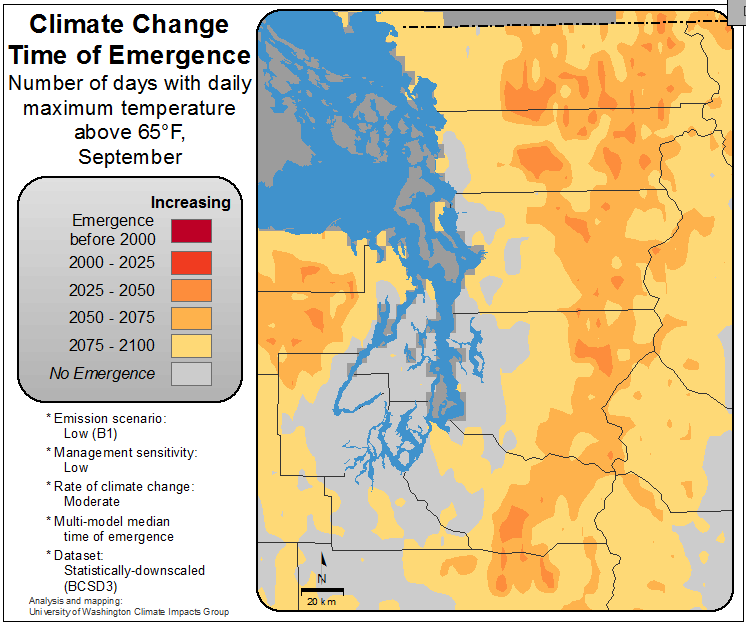 Climate Change
Time of Emergence
Number of days with daily
maximum temperature
above 65°F,
September
Increasing
Emergence
before 2000
2000 - 2025
2025 - 2050
2050 - 2075
2075 - 2100
No Emergence
* Emission scenario:
Low (B1)
* Management sensitivity:
Low
* Rate of climate change:
Moderate
* Multi-model median
time of emergence
* Dataset:
Statistically-downscaled
(BCSD3)
Analysis and mapping:
University of Washington Climate Impacts Group
N
20 km